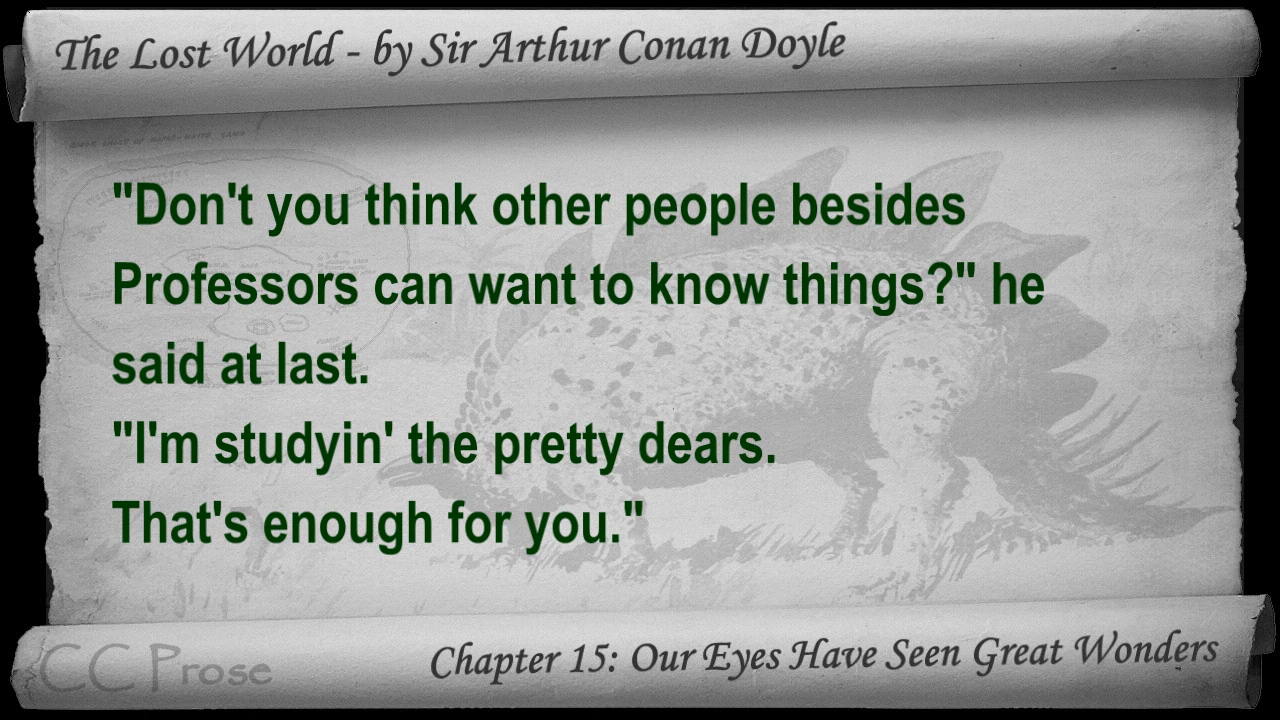 The Lost World - by Sir Arthur Conan Doyle
"Don't you think other people besides
Professors can want to know things?" he
said at last.
"I'm studyin' the pretty dears.
That's enough for you."
CC Prose
Chapter 15: Our Eyes Have Seen Great Wonders